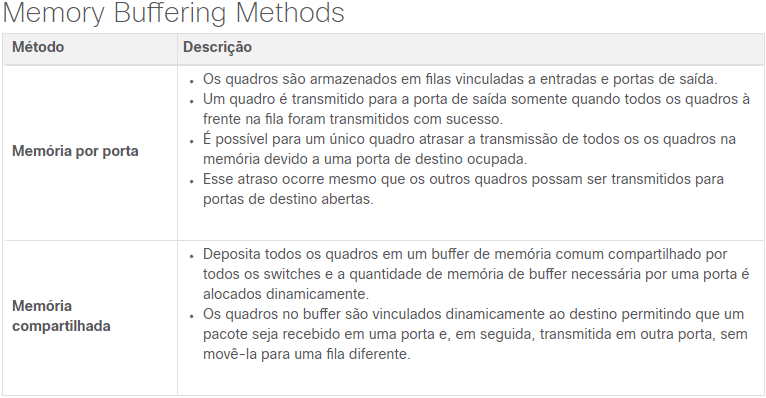 Memory Buffering Methods
Método
Descrição
Memória por porta
Os quadros são armazenados em filas vinculadas a entradas e portas de saída.
Um quadro é transmitido para a porta de saída somente quando todos os quadros à
frente na fila foram transmitidos com sucesso.
É possível para um único quadro atrasar a transmissão de todos os os quadros na
memória devido a uma porta de destino ocupada.
Esse atraso ocorre mesmo que os outros quadros possam ser transmitidos para
portas de destino abertas.
Memória
compartilhada
Deposita todos os quadros em um buffer de memória comum compartilhado por
todos os switches e a quantidade de memória de buffer necessária por uma porta é
alocados dinamicamente.
Os quadros no buffer são vinculados dinamicamente ao destino permitindo que um
pacote seja recebido em uma porta e, em seguida, transmitida em outra porta, sem
movê-la para uma fila diferente.